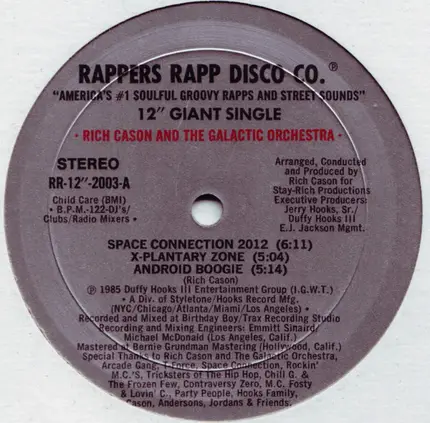 RAPPERS RAPP DISCO CO.®
"AMERICA'S #1 SOULFUL GROOVY RAPPS AND STREET SOUNDS"
12" GIANT SINGLE
• RICH CASON AND THE GALACTIC ORCHESTRA •
STEREO
RR-12"-2003-A
Child Care (BMI)
• B.P.M.-122-DJ's/
Clubs/Radio Mixers •
Arranged, Conducted
and Produced by
Rich Cason for
Stay-Rich Productions
Executive Producers:
Jerry Hooks, Sr./
Duffy Hooks III
E.J. Jackson Mgmt.
SPACE CONNECTION 2012 (6:11)
X-PLANTARY ZONE (5:04)
ANDROID BOOGIE (5:14)
(Rich Cason)
℗ 1985 Duffy Hooks III Entertainment Group (I.G.W.T.)
• A Div. of Styletone/Hooks Record Mfg.
(NYC/Chicago/Atlanta/Miami/Los Angeles) •
Recorded and Mixed at Birthday Boy/Trax Recording Studio
Recording and Mixing Engineers: Emmitt Sinaird/
Michael McDonald (Los Angeles, Calif.)
Mastered at Bernie Grundman Mastering (Hollywood, Calif.)
Special Thanks to Rich Cason and The Galactic Orchestra,
Arcade Gang, T Force, Space Connection, Rockin'
M.C.'S, Tricksters of The Hip Hop, Chill G. &
The Frozen Few, Contraversy Zero, M.C. Fosty
& Lovin' C., Party People, Hooks Family,
Cason, Andersons, Jordans & Friends.